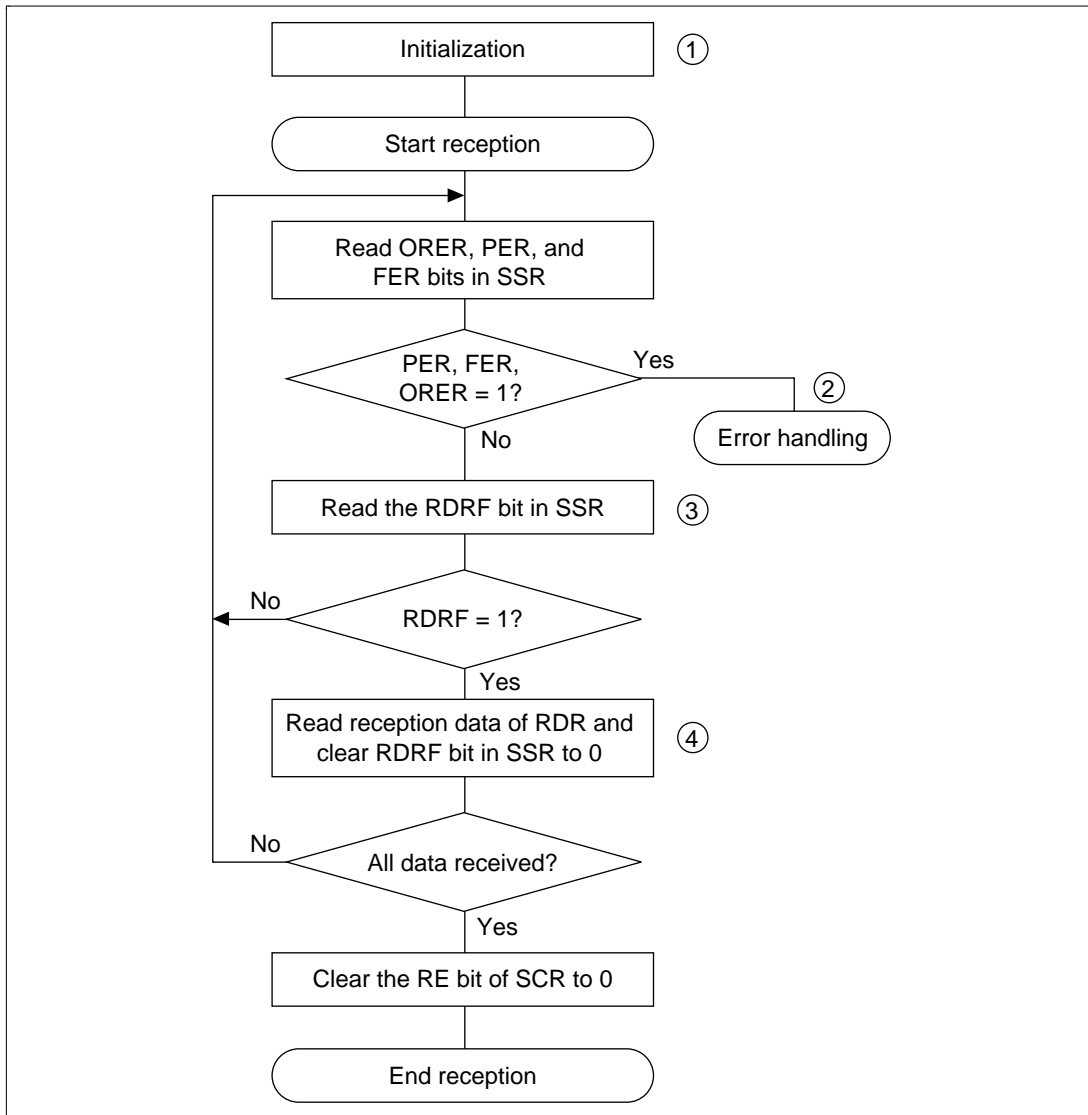 Initialization
①
Start reception
Read ORER, PER, and
FER bits in SSR
PER, FER,
ORER = 1?
Yes
②
Error handling
No
Read the RDRF bit in SSR
③
No
RDRF = 1?
Yes
Read reception data of RDR and
clear RDRF bit in SSR to 0
④
No
All data received?
Yes
Clear the RE bit of SCR to 0
End reception